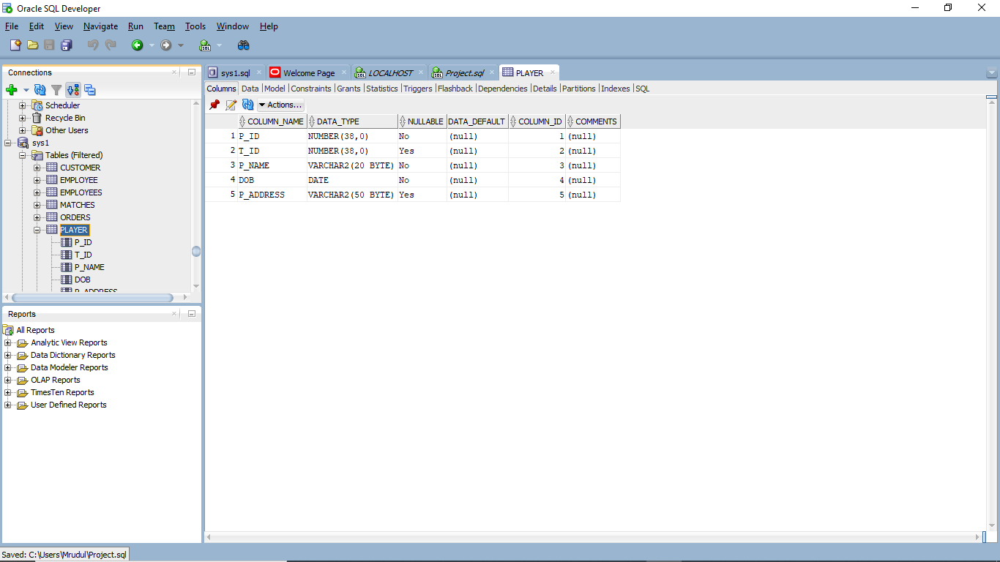 Oracle SQL Developer
File Edit View Navigate Run Team Tools Window Help
Connections
Scheduler
Recycle Bin
Other Users
sys1
Tables (Filtered)
CUSTOMER
EMPLOYEE
EMPLOYEES
MATCHES
ORDERS
PLAYER
P_ID
T_ID
P_NAME
DOB
P_ADDRESS
Reports
All Reports
Analytic View Reports
Data Dictionary Reports
Data Modeler Reports
OLAP Reports
TimesTen Reports
User Defined Reports
sys1.sql Welcome Page LOCALHOST Project.sql PLAYER
Columns Data Model Constraints Grants Statistics Triggers Flashback Dependencies Details Partitions Indexes SQL
Actions...
COLUMN_NAME DATA_TYPE NULLABLE DATA_DEFAULT COLUMN_ID COMMENTS
1 P_ID NUMBER(38,0) No (null) 1 (null)
2 T_ID NUMBER(38,0) Yes (null) 2 (null)
3 P_NAME VARCHAR2(20 BYTE) No (null) 3 (null)
4 DOB DATE No (null) 4 (null)
5 P_ADDRESS VARCHAR2(50 BYTE) Yes (null) 5 (null)
Saved: C:\Users\Mrudul\Project.sql